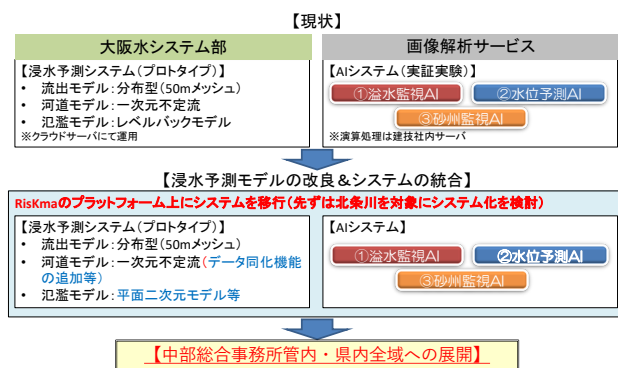 【現状】
大阪水システム部
【浸水予測システム(プロトタイプ)】
• 流出モデル:分布型(50mメッシュ)
• 河道モデル:一次元不定流
• 氾濫モデル:レベルバックモデル
※クラウドサーバにて運用
画像解析サービス
【AIシステム(実証実験)】
①溢水監視AI
②水位予測AI
③砂州監視AI
※演算処理は建技社内サーバ
【浸水予測モデルの改良&システムの統合】
RisKmaのプラットフォーム上にシステムを移行(先ずは北条川を対象にシステム化を検討)
【浸水予測システム(プロトタイプ)】
• 流出モデル:分布型(50mメッシュ)
• 河道モデル:一次元不定流(データ同化機能
の追加等)
• 氾濫モデル:平面二次元モデル等
【AIシステム】
①溢水監視AI
②水位予測AI
③砂州監視AI
【中部総合事務所管内・県内全域への展開】